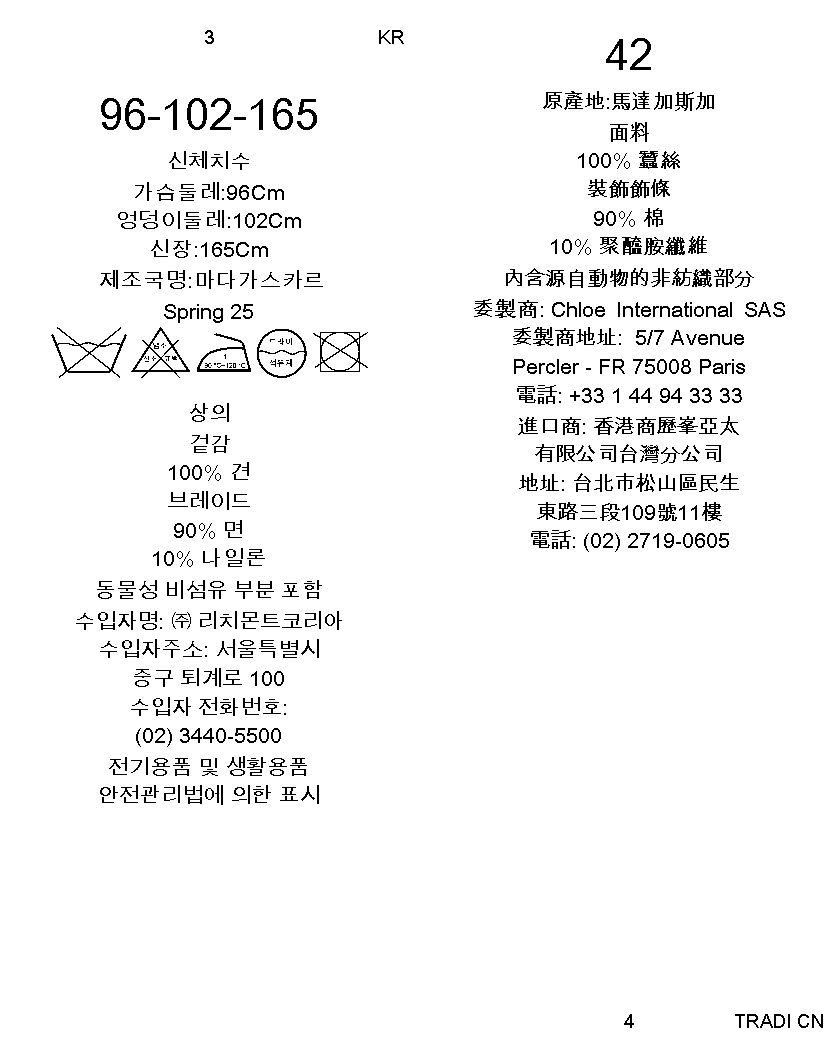 3
KR
96-102-165
신체치수
가슴둘레:96Cm
엉덩이둘레:102Cm
신장:165Cm
제조국명:마다가스카르
Spring 25
염소
산소표백
1
90 °C~120 °C
드라이
석유계
상의
겉감
100% 견
브레이드
90% 면
10% 나일론
동물성 비섬유 부분 포함
수입자명: ㈜ 리치몬트코리아
수입자주소: 서울특별시
중구 퇴계로 100
수입자 전화번호:
(02) 3440-5500
전기용품 및 생활용품
안전관리법에 의한 표시
42
原產地:馬達加斯加
面料
100% 蠶絲
裝飾飾條
90% 棉
10% 聚醯胺纖維
內含源自動物的非紡織部分
委製商: Chloe International SAS
委製商地址: 5/7 Avenue
Percler - FR 75008 Paris
電話: +33 1 44 94 33 33
進口商: 香港商歷峯亞太
有限公司台灣分公司
地址: 台北市松山區民生
東路三段109號11樓
電話: (02) 2719-0605
4
TRADI CN